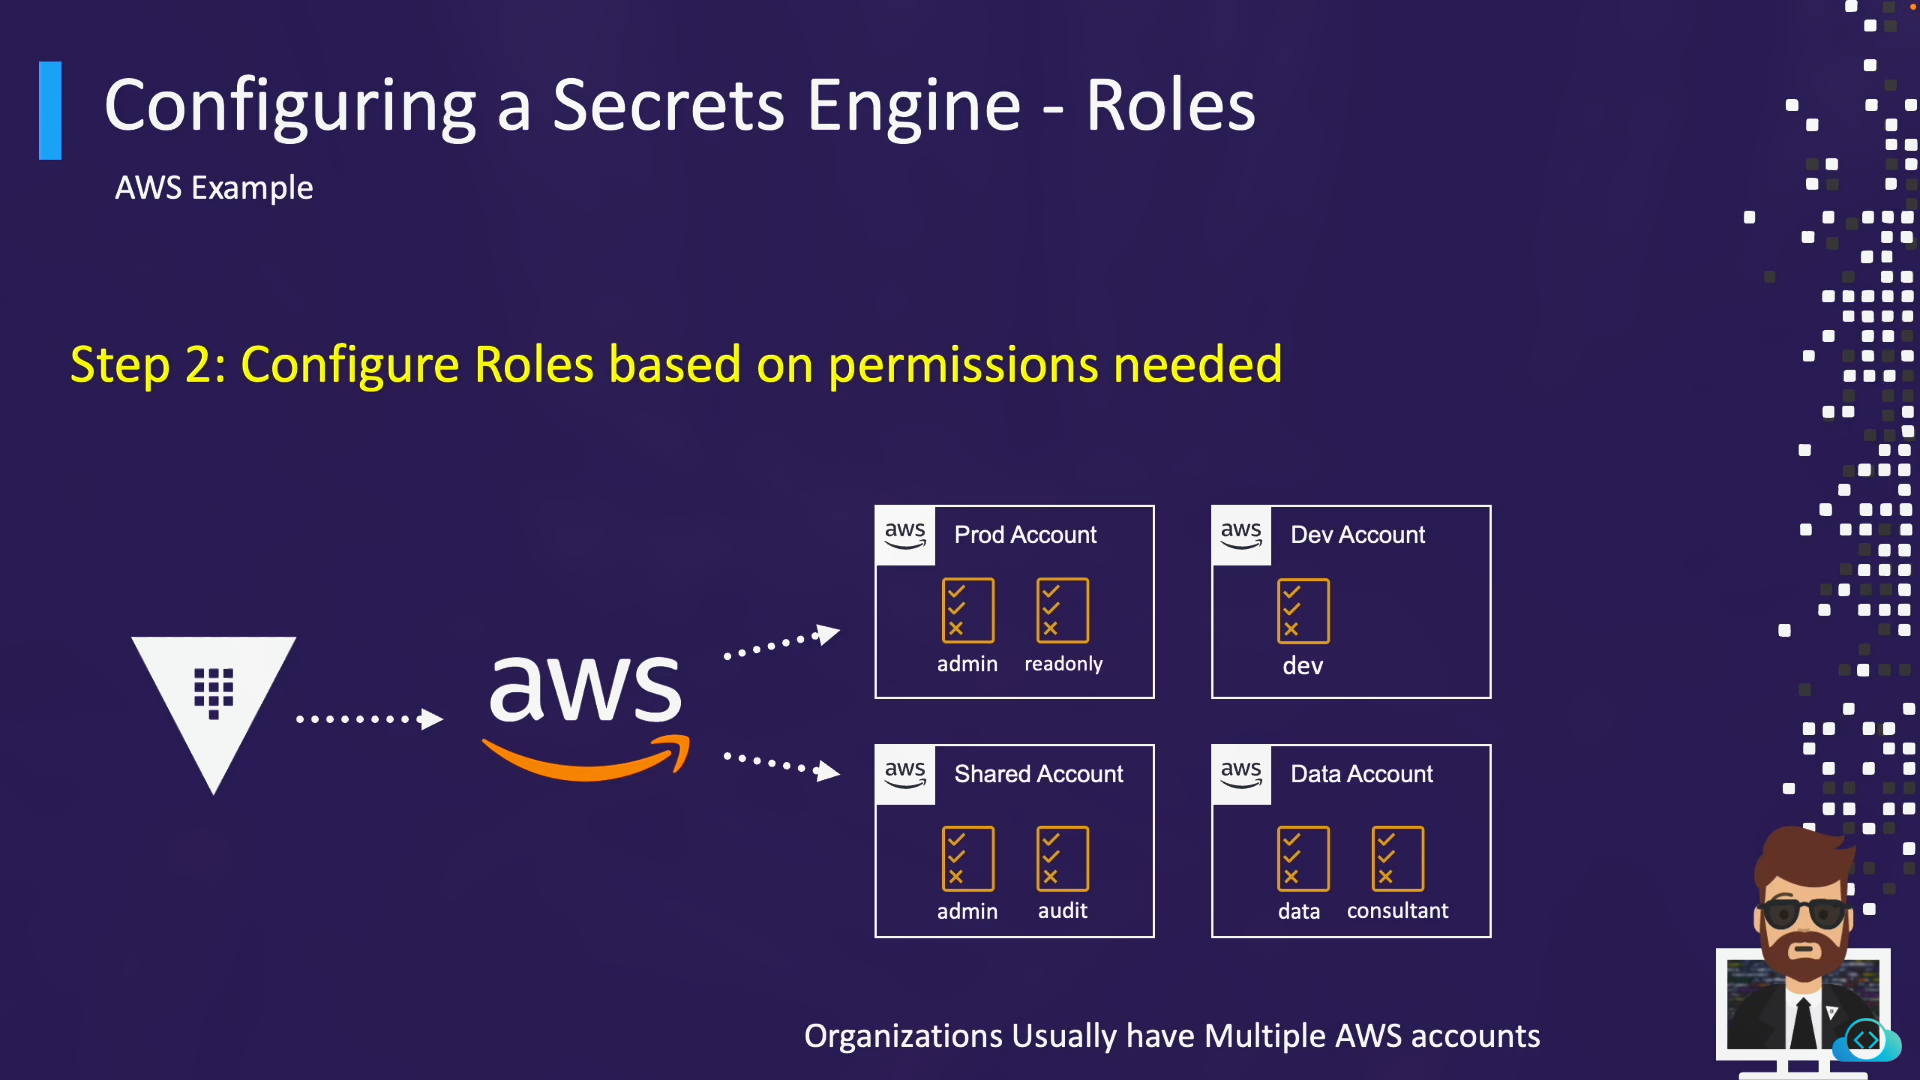 Configuring a Secrets Engine - Roles
AWS Example
Step 2: Configure Roles based on permissions needed
aws
aws Prod Account
admin readonly
aws Dev Account
dev
aws Shared Account
admin audit
aws Data Account
data consultant
Organizations Usually have Multiple AWS accounts